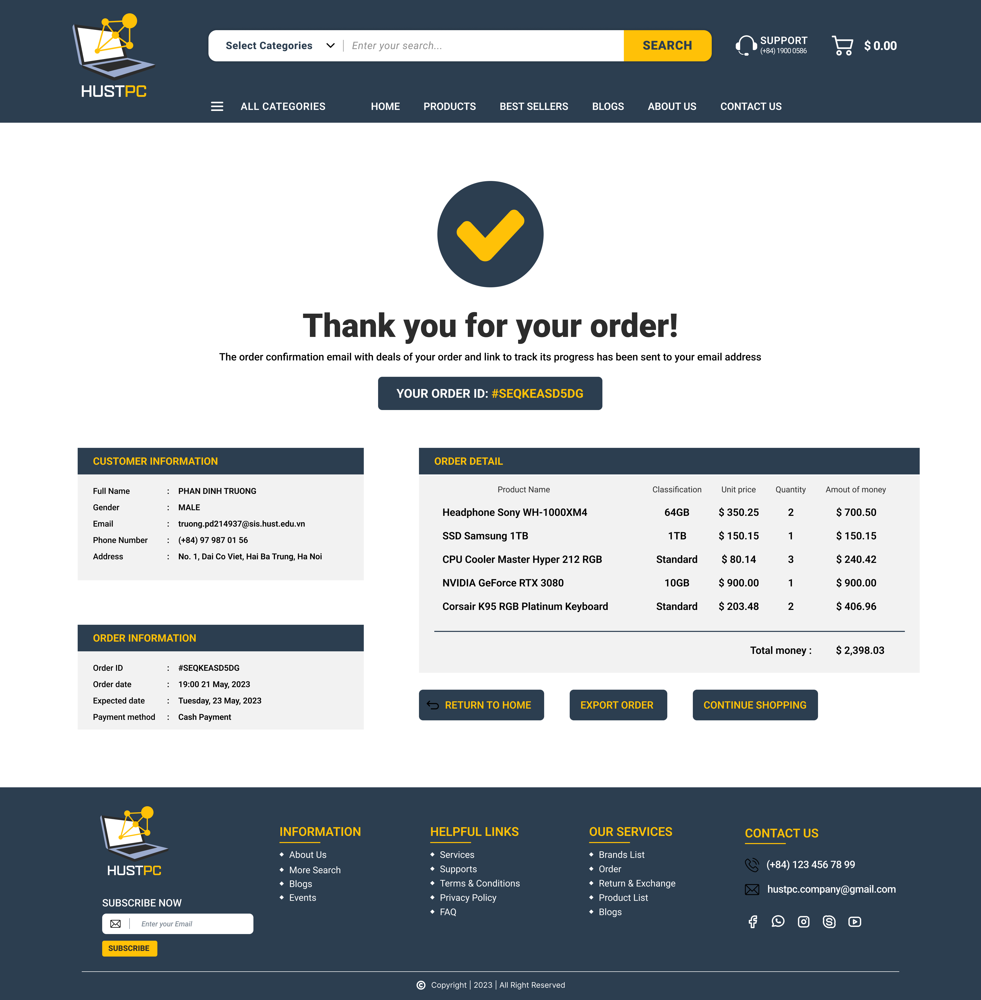 HUSTPC
Select Categories
Enter your search...
SEARCH
SUPPORT
(+84) 1900 0586
$ 0.00
ALL CATEGORIES
HOME
PRODUCTS
BEST SELLERS
BLOGS
ABOUT US
CONTACT US
Thank you for your order!
The order confirmation email with deals of your order and link to track its progress has been sent to your email address
YOUR ORDER ID: #SEQKEASD5DG
CUSTOMER INFORMATION
Full Name : PHAN DINH TRUONG
Gender : MALE
Email : truong.pd214937@sis.hust.edu.vn
Phone Number : (+84) 97 987 01 56
Address : No. 1, Dai Co Viet, Hai Ba Trung, Ha Noi
ORDER INFORMATION
Order ID : #SEQKEASD5DG
Order date : 19:00 21 May, 2023
Expected date : Tuesday, 23 May, 2023
Payment method : Cash Payment
ORDER DETAIL
Product Name Classification Unit price Quantity Amout of money
Headphone Sony WH-1000XM4 64GB $ 350.25 2 $ 700.50
SSD Samsung 1TB 1TB $ 150.15 1 $ 150.15
CPU Cooler Master Hyper 212 RGB Standard $ 80.14 3 $ 240.42
NVIDIA GeForce RTX 3080 10GB $ 900.00 1 $ 900.00
Corsair K95 RGB Platinum Keyboard Standard $ 203.48 2 $ 406.96
Total money : $ 2,398.03
RETURN TO HOME
EXPORT ORDER
CONTINUE SHOPPING
HUSTPC
SUBSCRIBE NOW
Enter your Email
SUBSCRIBE
INFORMATION
About Us
More Search
Blogs
Events
HELPFUL LINKS
Services
Supports
Terms & Conditions
Privacy Policy
FAQ
OUR SERVICES
Brands List
Order
Return & Exchange
Product List
Blogs
CONTACT US
(+84) 123 456 78 99
hustpc.company@gmail.com
© Copyright | 2023 | All Right Reserved